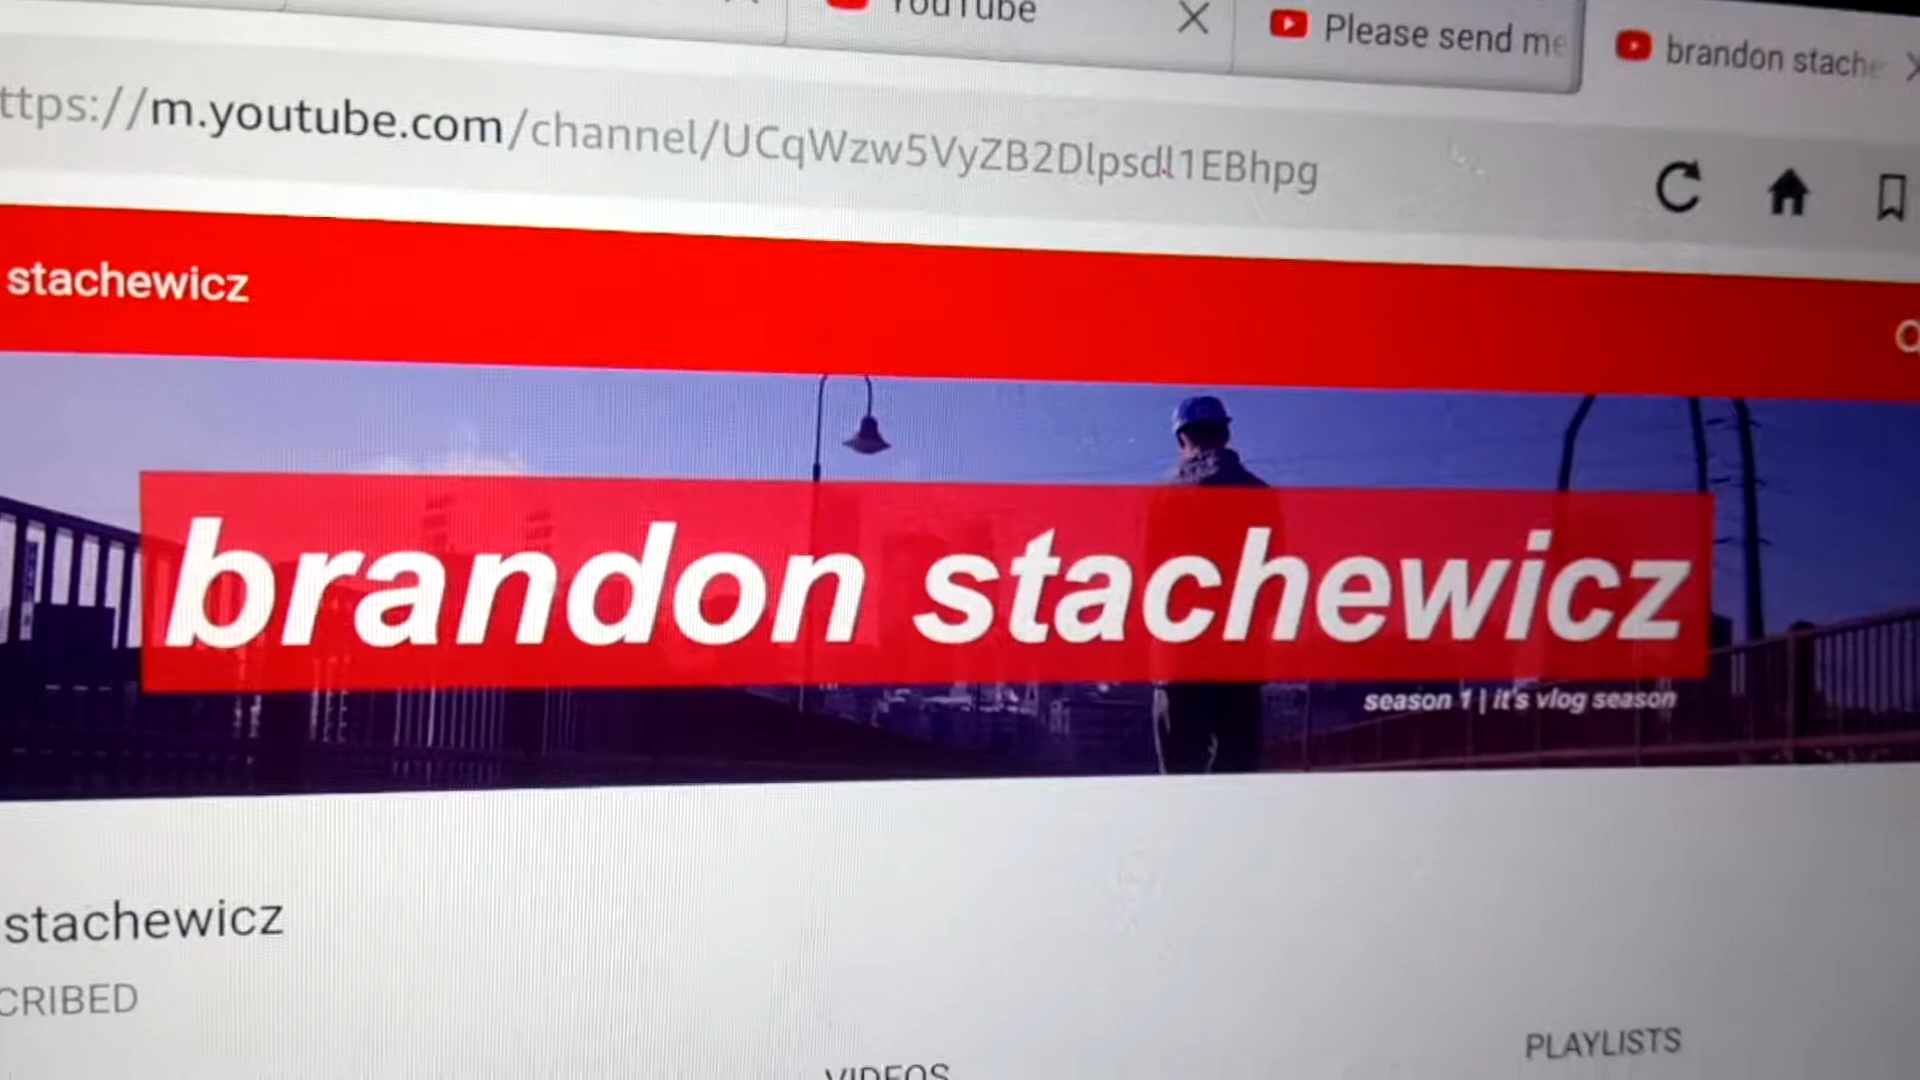 YouTube
Please send me
brandon stache
ttps://m.youtube.com/channel/UCqWzw5VyZB2Dlpsdl1EBhpg
stachewicz
brandon stachewicz
season 1 | it's vlog season
stachewicz
CRIBED
VIDEOS
PLAYLISTS